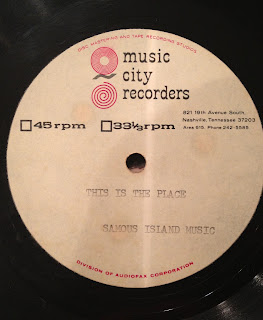 DISC MASTERING AND TAPE RECORDING STUDIOS
music
city
recorders
45 rpm 33⅓ rpm
821 19th Avenue South
Nashville, Tennessee 37203
Area 615 Phone 242-5585
THIS IS THE PLACE
SAMOUS ISLAND MUSIC
DIVISION OF AUDIOFAX CORPORATION